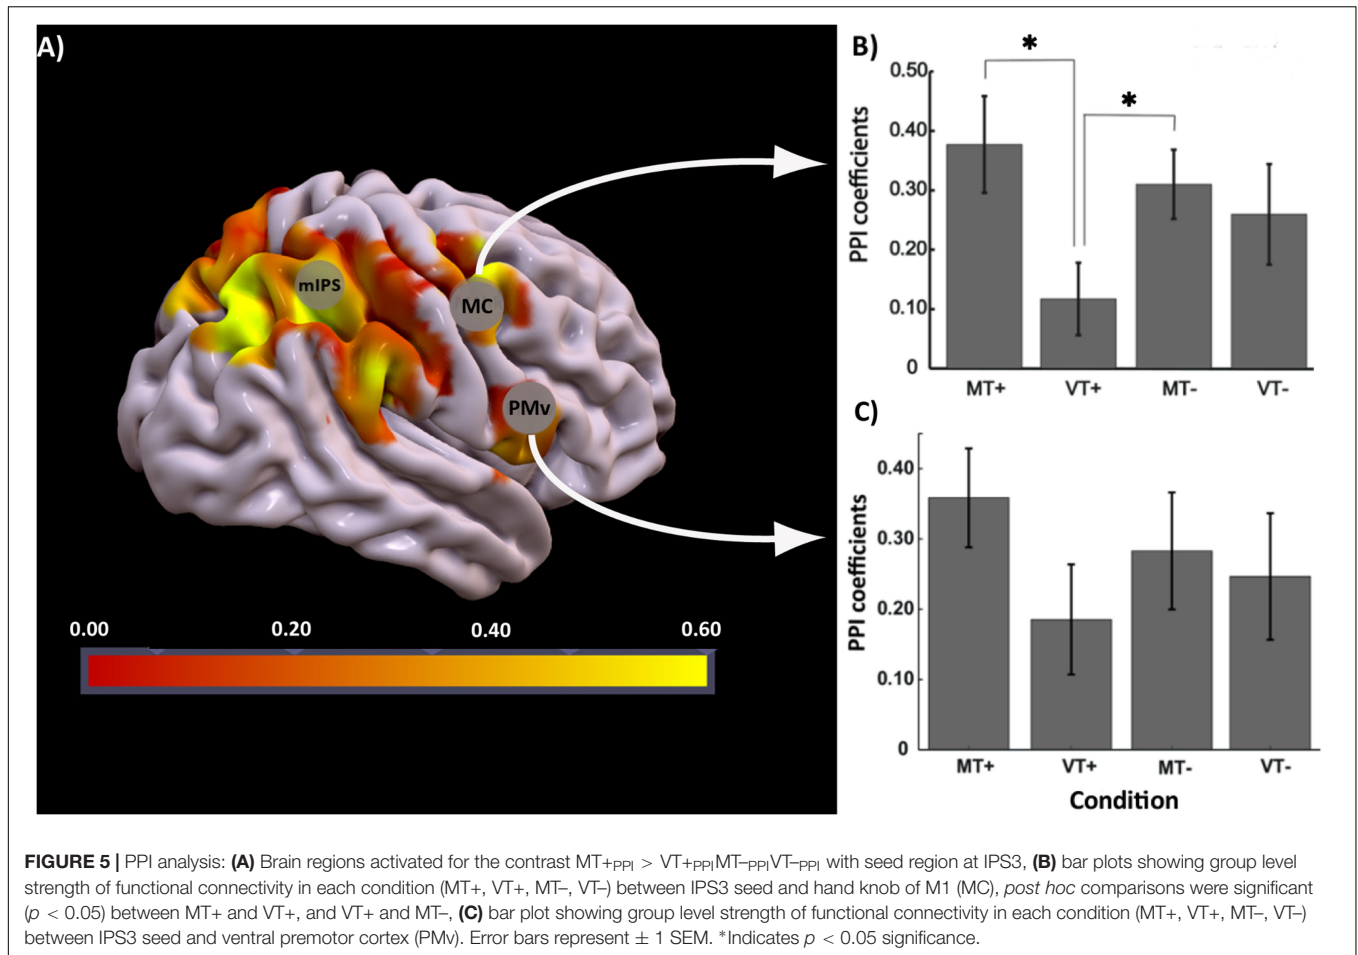 A)
mIPS
MC
PMv
0.00 0.20 0.40 0.60
B)
*
*
PPI coefficients
0.50
0.40
0.30
0.20
0.10
0
MT+ VT+ MT- VT-
C)
PPI coefficients
0.40
0.30
0.20
0.10
0
MT+ VT+ MT- VT-
Condition
FIGURE 5 | PPI analysis: (A) Brain regions activated for the contrast MT+PPI > VT+PPIMT–PPIVT–PPI with seed region at IPS3, (B) bar plots showing group level
strength of functional connectivity in each condition (MT+, VT+, MT–, VT–) between IPS3 seed and hand knob of M1 (MC), post hoc comparisons were significant
(p < 0.05) between MT+ and VT+, and VT+ and MT–, (C) bar plot showing group level strength of functional connectivity in each condition (MT+, VT+, MT–, VT–)
between IPS3 seed and ventral premotor cortex (PMv). Error bars represent ± 1 SEM. *Indicates p < 0.05 significance.